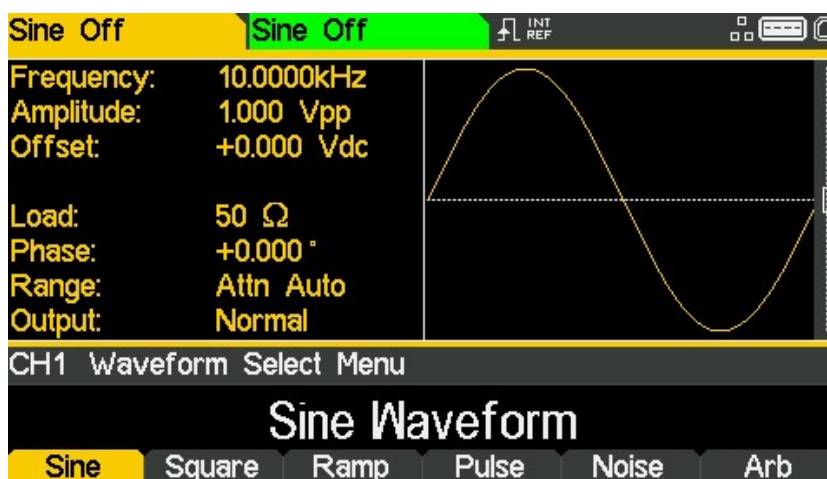 Sine Off Sine Off INT
REF
Frequency: 10.0000kHz
Amplitude: 1.000 Vpp
Offset: +0.000 Vdc
Load: 50 Ω
Phase: +0.000 °
Range: Attn Auto
Output: Normal
CH1 Waveform Select Menu
Sine Waveform
Sine Square Ramp Pulse Noise Arb